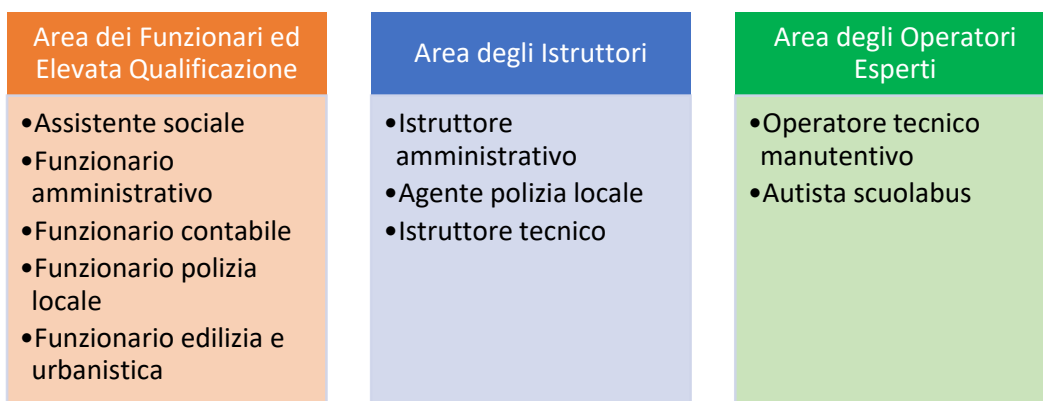 Area dei Funzionari ed
Elevata Qualificazione
•Assistente sociale
•Funzionario
amministrativo
•Funzionario contabile
•Funzionario polizia
locale
•Funzionario edilizia e
urbanistica
Area degli Istruttori
•Istruttore
amministrativo
•Agente polizia locale
•Istruttore tecnico
Area degli Operatori
Esperti
•Operatore tecnico
manutentivo
•Autista scuolabus